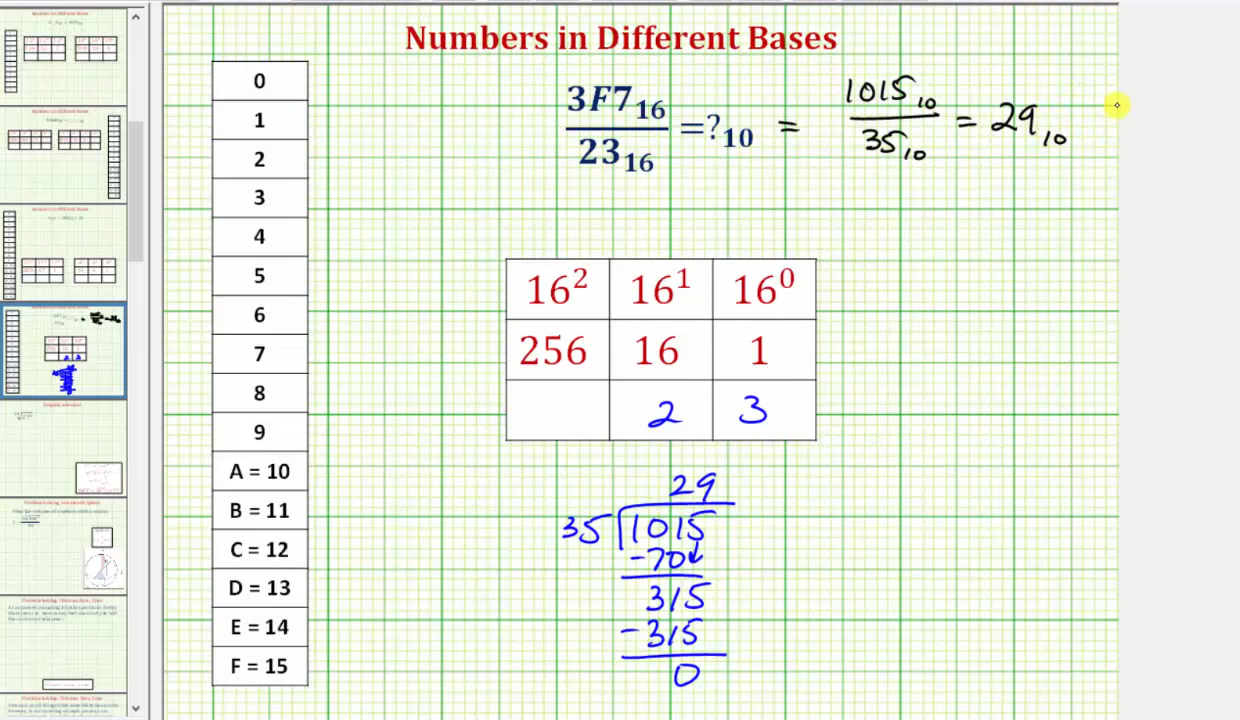 Numbers in Different Bases
3F7₁₆ / 23₁₆ = ?₁₀ = 1015₁₀ / 35₁₀ = 29₁₀
0
1
2
3
4
5
6
7
8
9
A = 10
B = 11
C = 12
D = 13
E = 14
F = 15
16² 16¹ 16⁰
256 16 1
2 3
29
35 1015
-70
315
-315
0